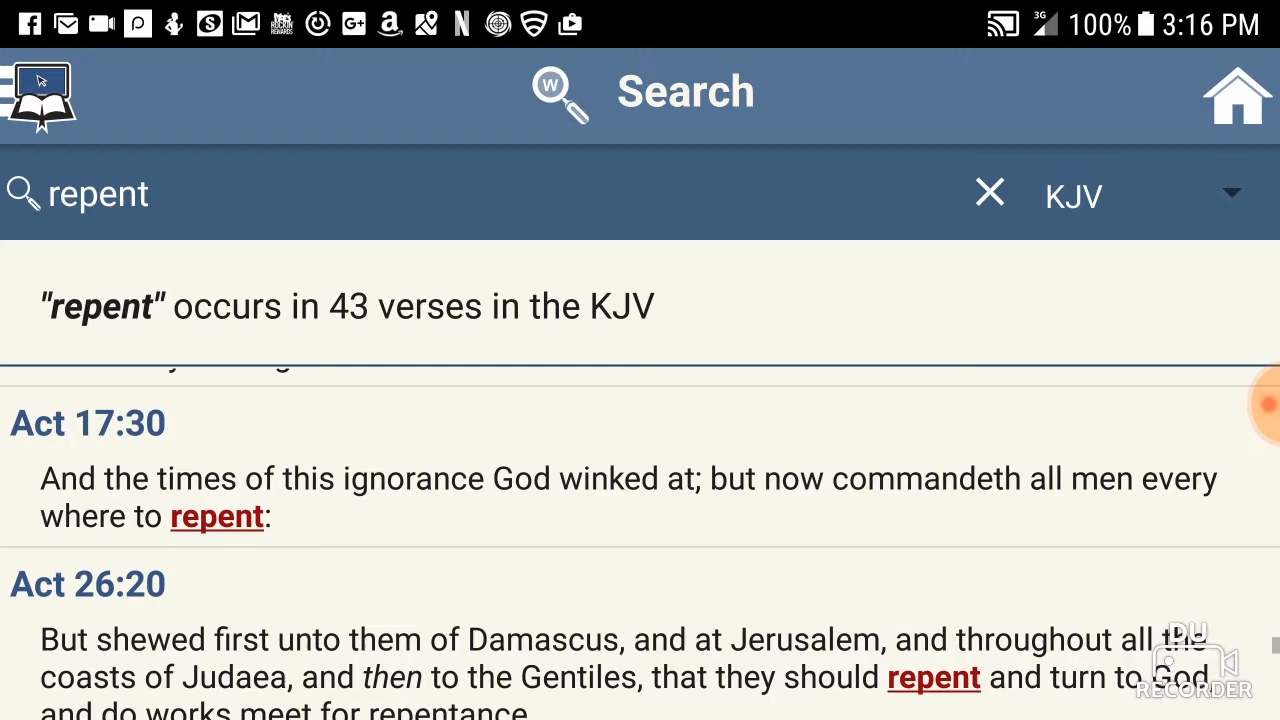 3G 100% 3:16 PM
W Search
repent KJV
"repent" occurs in 43 verses in the KJV
Act 17:30
And the times of this ignorance God winked at; but now commandeth all men every
where to repent:
Act 26:20
But shewed first unto them of Damascus, and at Jerusalem, and throughout all the
coasts of Judaea, and then to the Gentiles, that they should repent and turn to God
and do works meet for repentance
DU
RECORDER